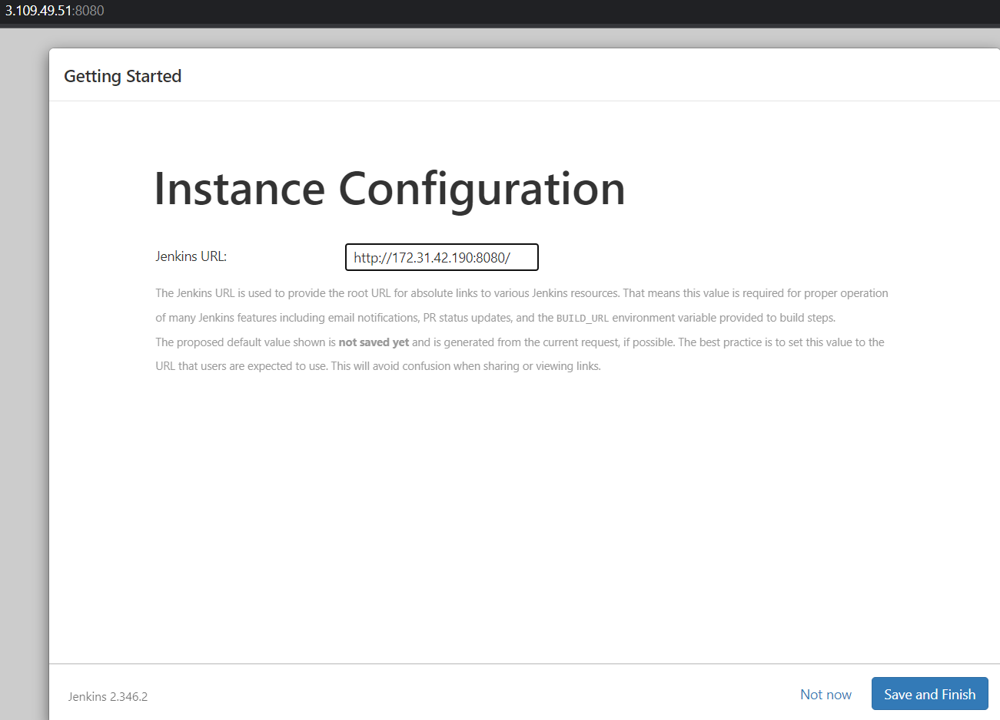 3.109.49.51:8080
Getting Started
Instance Configuration
Jenkins URL:
http://172.31.42.190:8080/
The Jenkins URL is used to provide the root URL for absolute links to various Jenkins resources. That means this value is required for proper operation
of many Jenkins features including email notifications, PR status updates, and the BUILD_URL environment variable provided to build steps.
The proposed default value shown is not saved yet and is generated from the current request, if possible. The best practice is to set this value to the
URL that users are expected to use. This will avoid confusion when sharing or viewing links.
Jenkins 2.346.2
Not now
Save and Finish